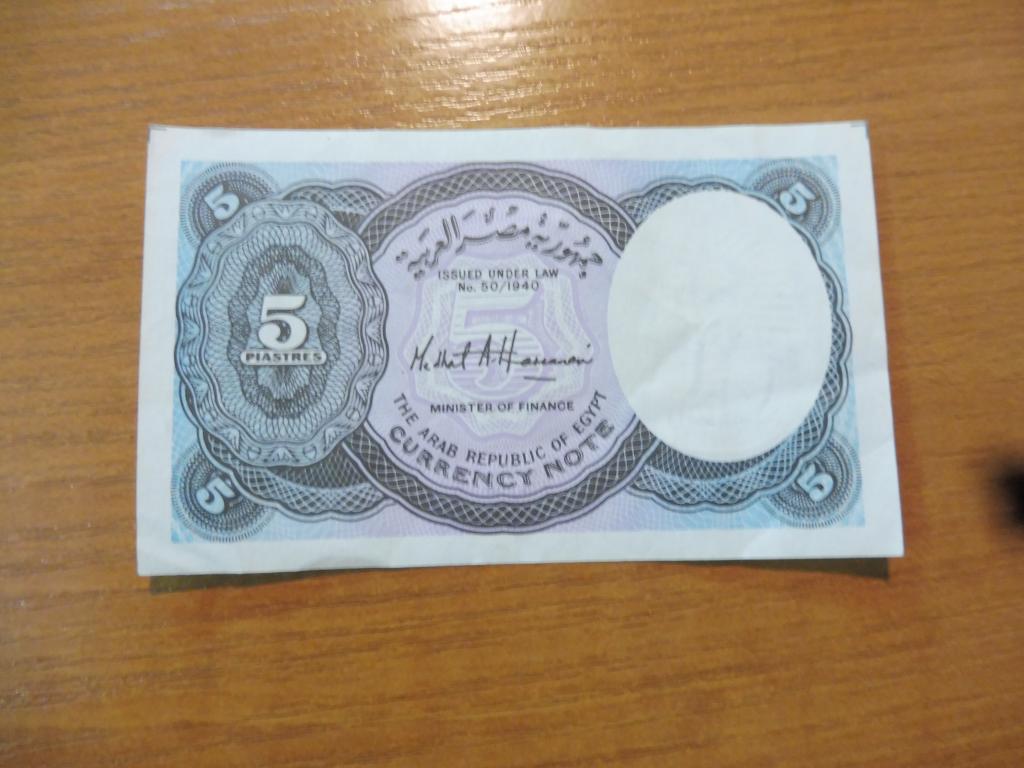 5
5
جمهورية مصر العربية
ISSUED UNDER LAW
No. 50/1940
5
PIASTRES
5
Medhat A. Hassanein
MINISTER OF FINANCE
THE ARAB REPUBLIC OF EGYPT
CURRENCY NOTE
5
5